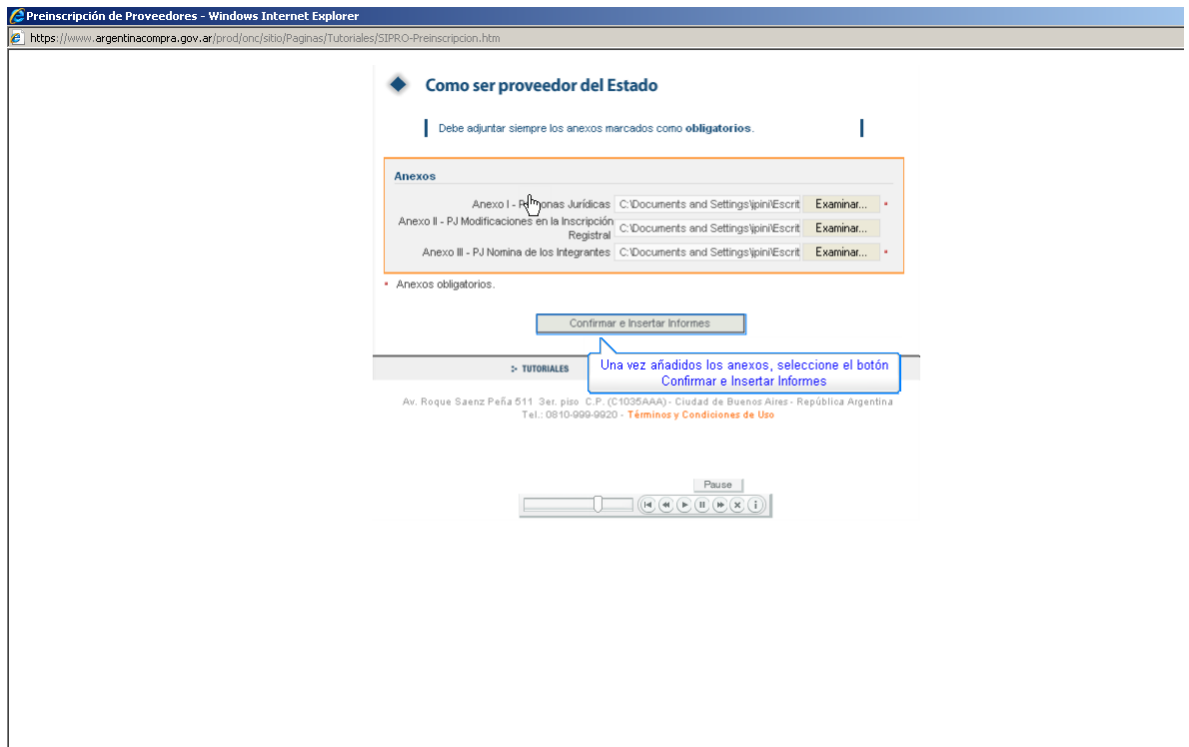 Preinscripción de Proveedores - Windows Internet Explorer
https://www.argentinacompra.gov.ar/prod/onc/sitio/Paginas/Tutoriales/SIPRO-Preinscripcion.htm
Como ser proveedor del Estado
Debe adjuntar siempre los anexos marcados como obligatorios.
Anexos
Anexo I - Personas Jurídicas C:\Documents and Settings\jpini\Escrit Examinar... *
Anexo II - PJ Modificaciones en la Inscripción
Registral C:\Documents and Settings\jpini\Escrit Examinar...
Anexo III - PJ Nomina de los Integrantes C:\Documents and Settings\jpini\Escrit Examinar... *
* Anexos obligatorios.
Confirmar e Insertar Informes
Una vez añadidos los anexos, seleccione el botón
Confirmar e Insertar Informes
:> TUTORIALES
Av. Roque Saenz Peña 511 3er. piso C.P. (C1035AAA) - Ciudad de Buenos Aires - República Argentina
Tel.: 0810-999-9920 - Términos y Condiciones de Uso
Pause